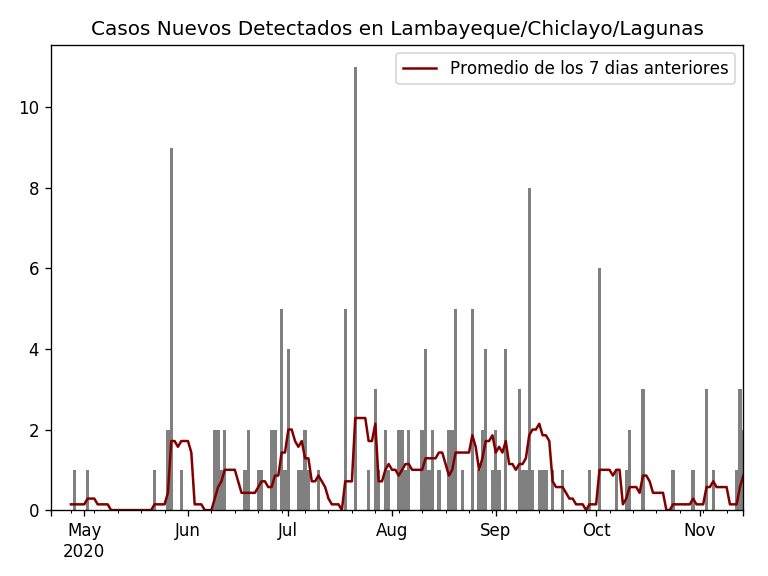 Casos Nuevos Detectados en Lambayeque/Chiclayo/Lagunas
Promedio de los 7 dias anteriores
10
8
6
4
2
0
May Jun Jul Aug Sep Oct Nov
2020